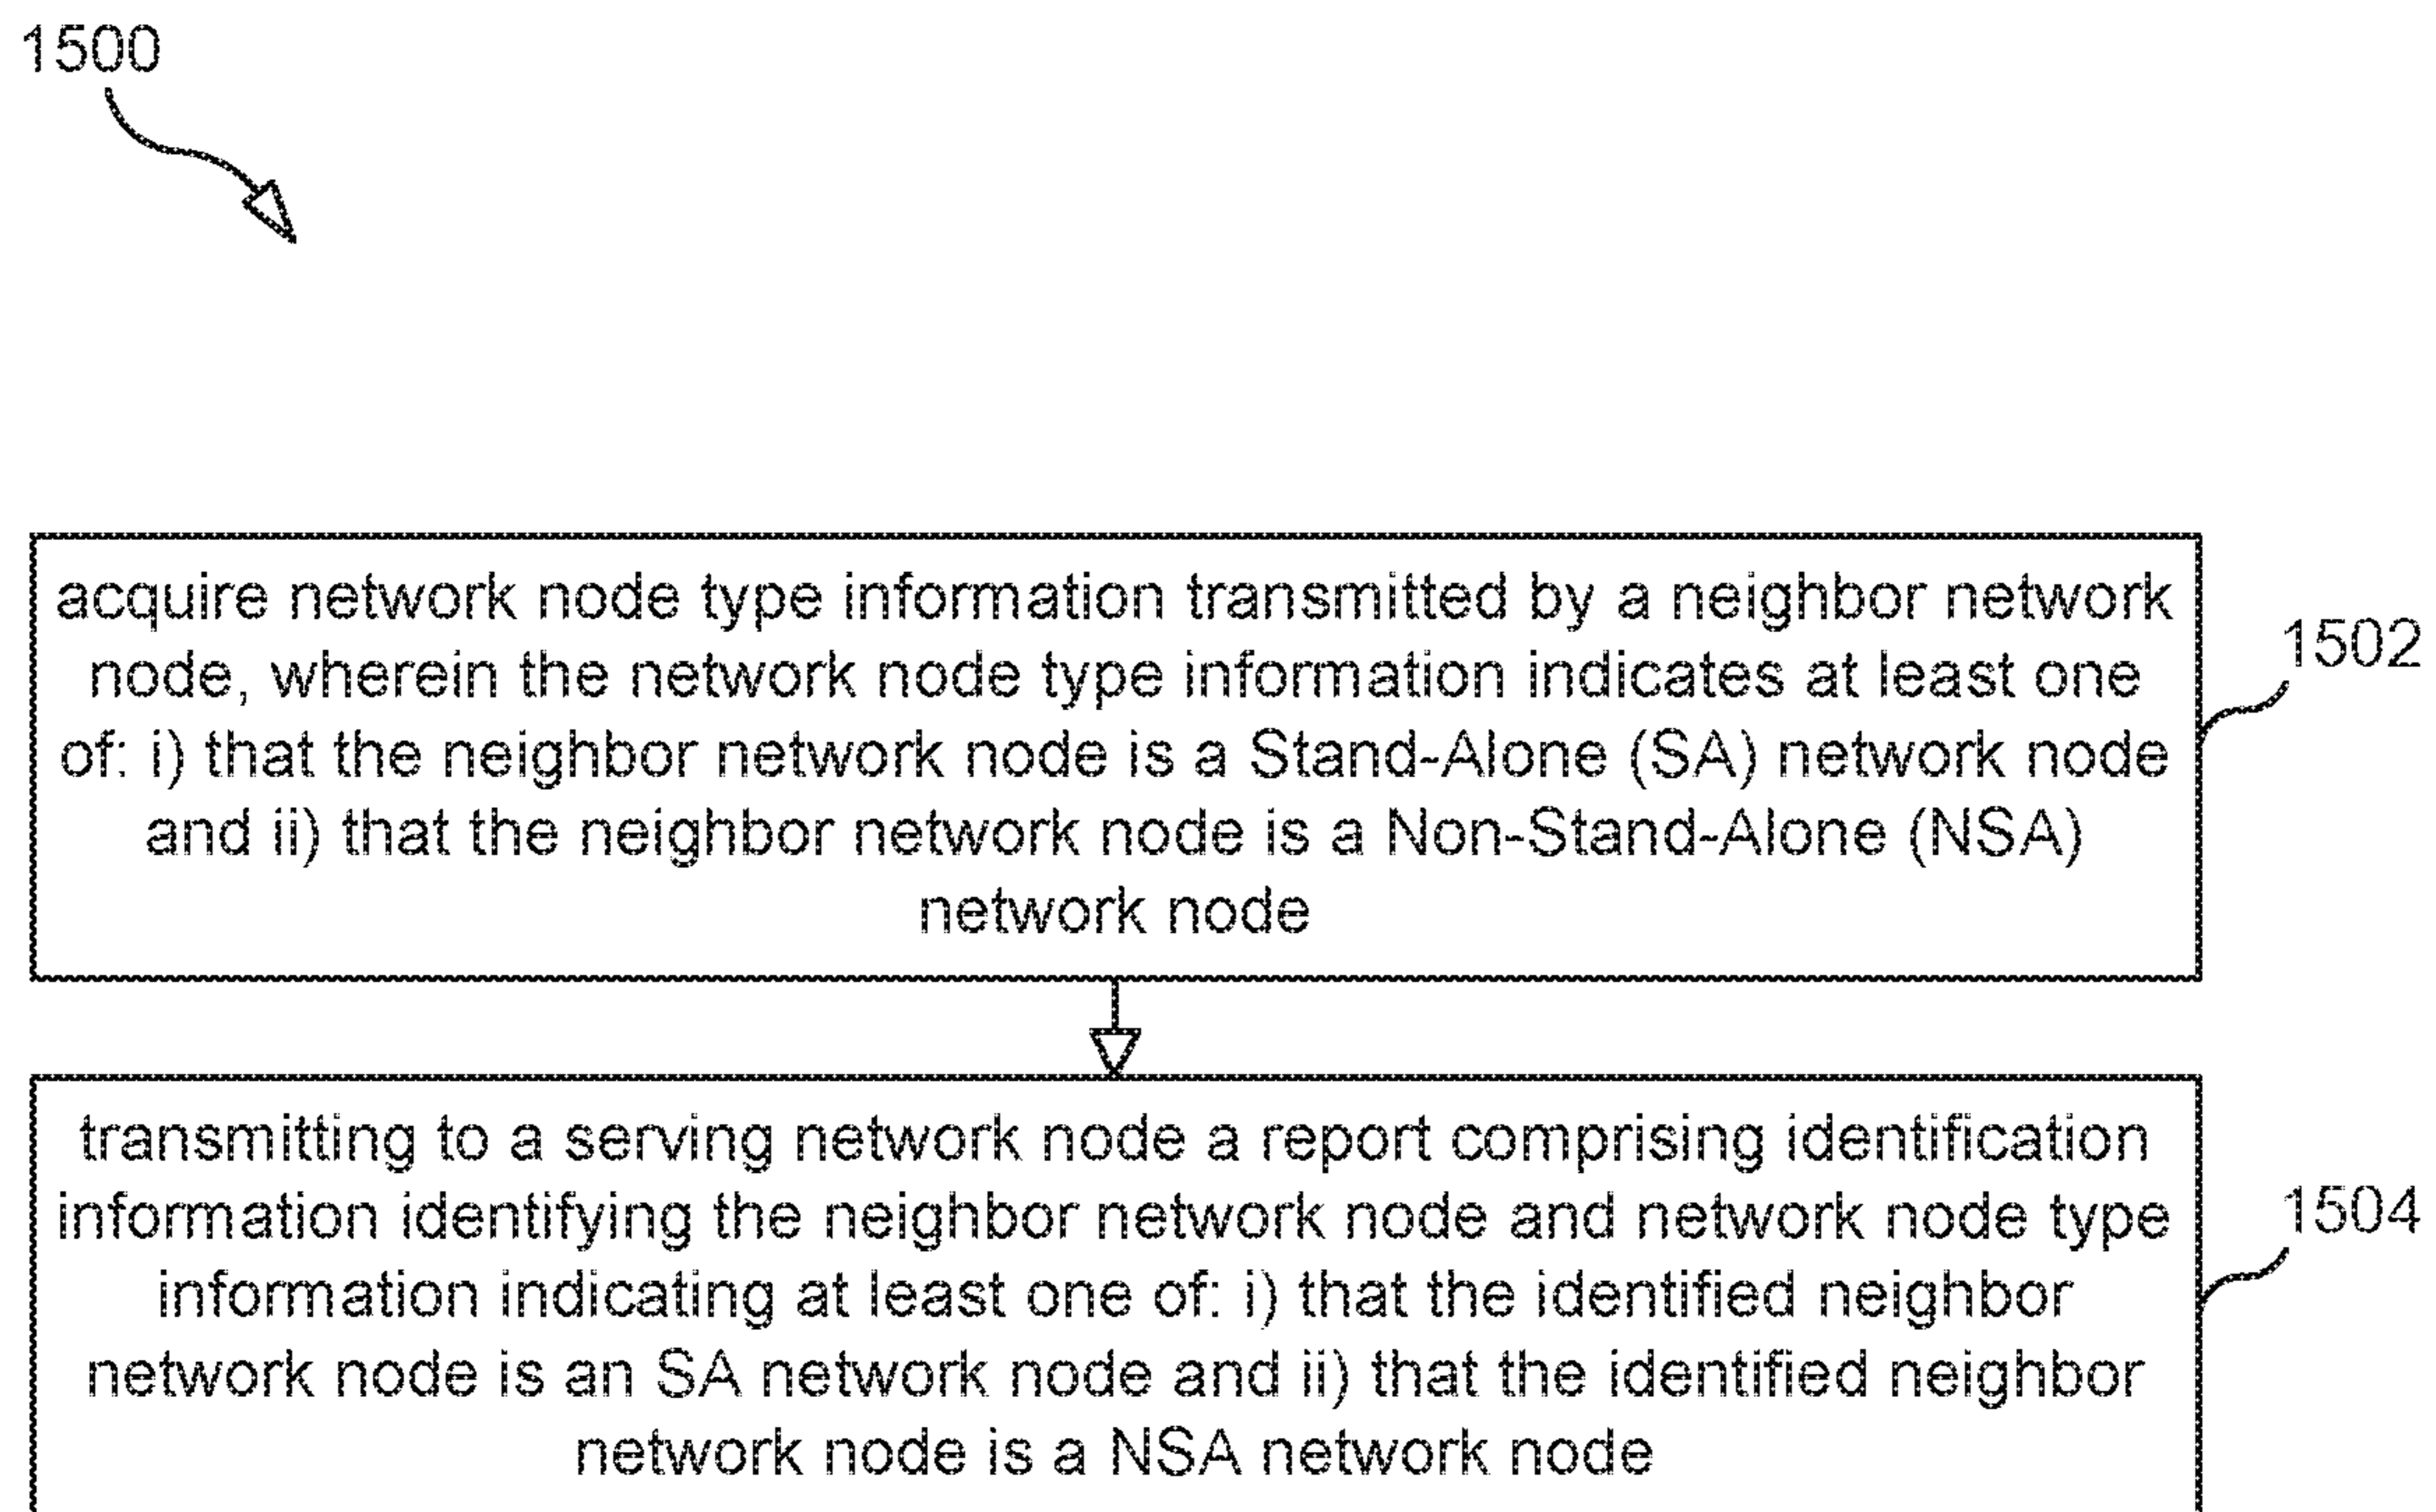 1500
acquire network node type information transmitted by a neighbor network
node, wherein the network node type information indicates at least one
of: i) that the neighbor network node is a Stand-Alone (SA) network node
and ii) that the neighbor network node is a Non-Stand-Alone (NSA)
network node
1502
transmitting to a serving network node a report comprising identification
information identifying the neighbor network node and network node type
information indicating at least one of: i) that the identified neighbor
network node is an SA network node and ii) that the identified neighbor
network node is a NSA network node
1504